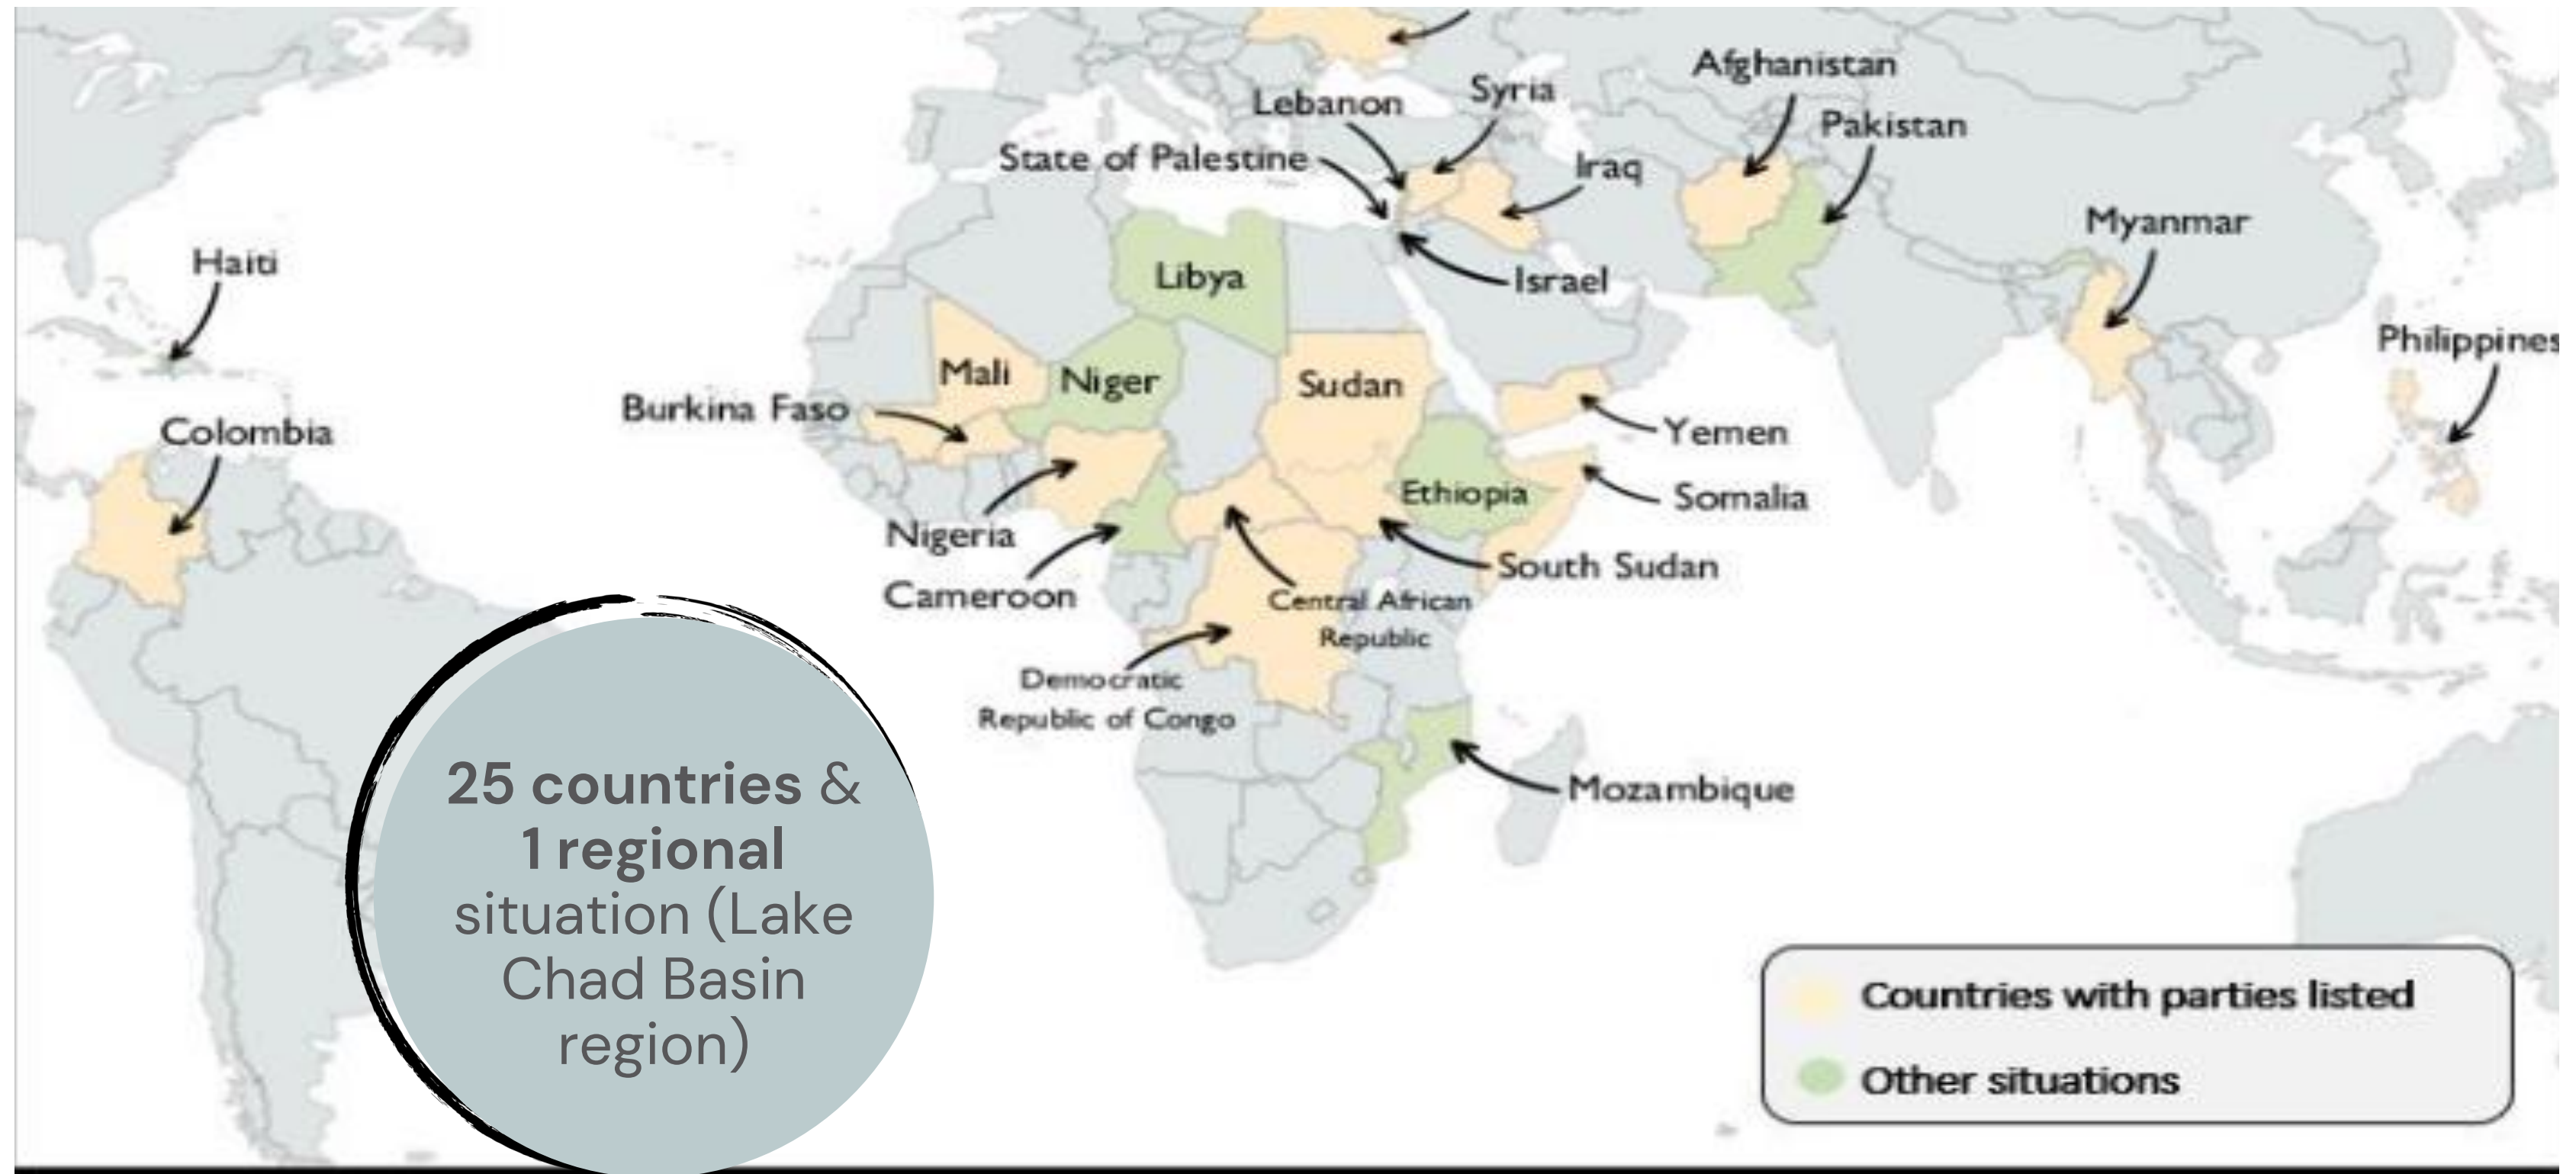 Afghanistan
Syria
Lebanon
Pakistan
State of Palestine
Iraq
Myanmar
Haiti
Libya
Israel
Philippines
Mali
Niger
Sudan
Burkina Faso
Colombia
Yemen
Ethiopia
Somalia
Nigeria
South Sudan
Cameroon
Central African
Republic
Democratic
Republic of Congo
Mozambique
25 countries &
1 regional
situation (Lake
Chad Basin
region)
Countries with parties listed
Other situations